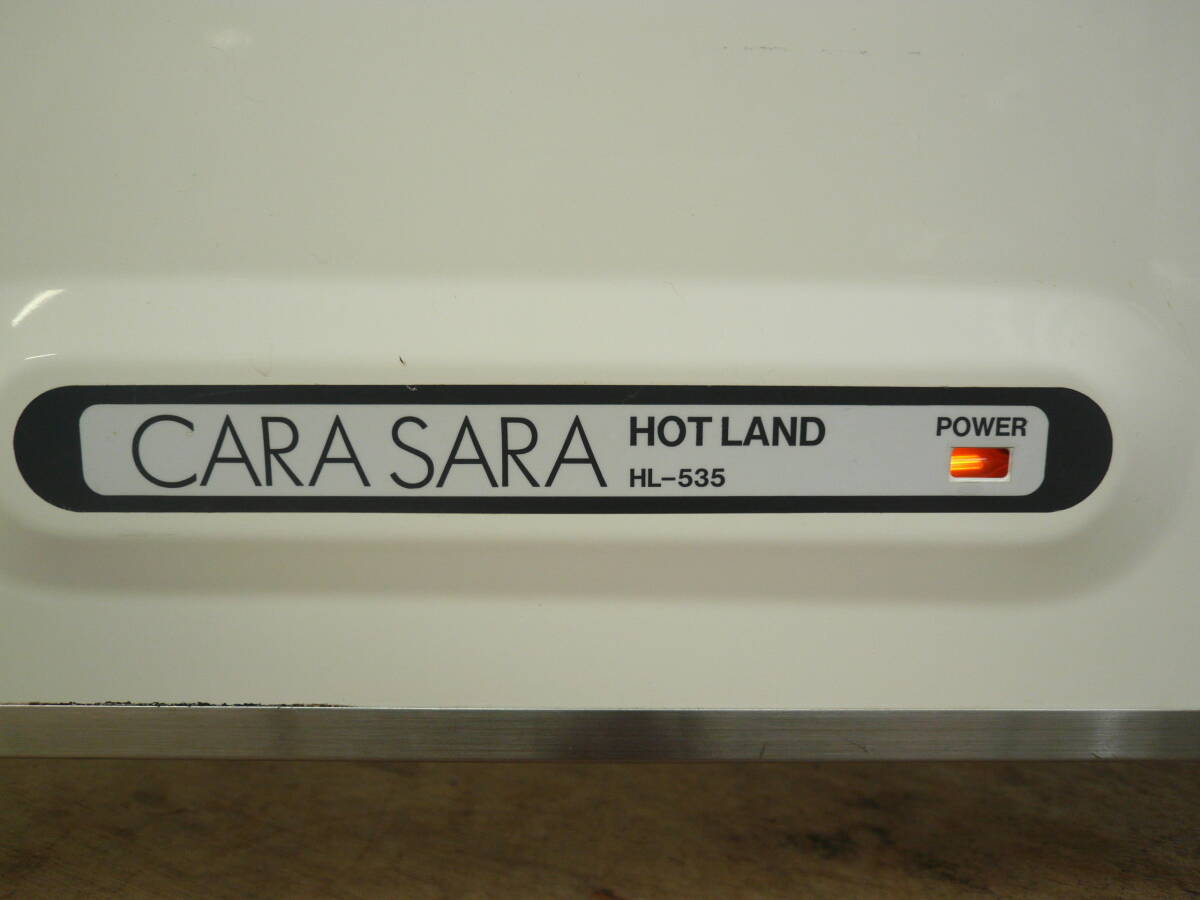 CARA SARA
HOT LAND
HL-535
POWER